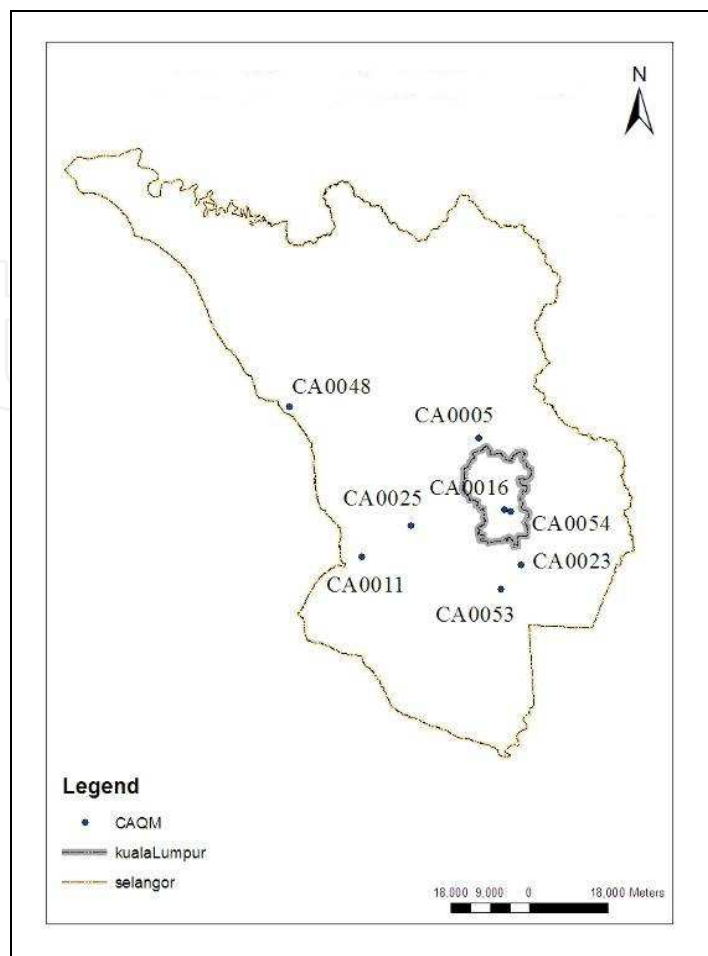 N
CA0048
CA0005
CA0016
CA0025
CA0054
CA0023
CA0011
CA0053
Legend
CAQM
kualaLumpur
selangor
18,000 9,000 0 18,000 Meters